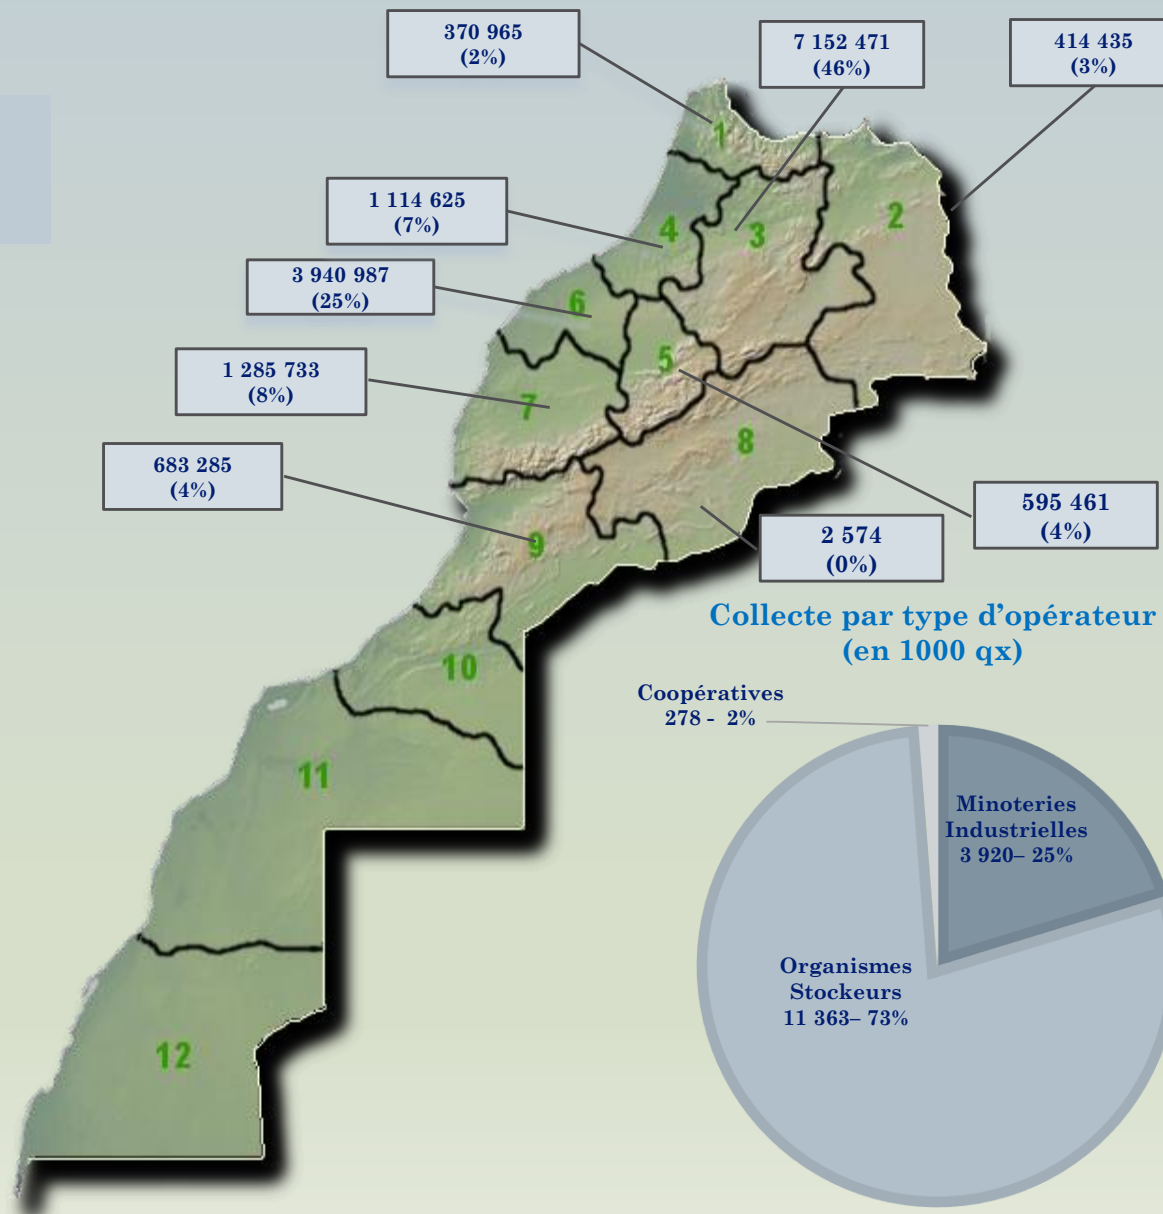 370 965
(2%)
7 152 471
(46%)
414 435
(3%)
1 114 625
(7%)
3 940 987
(25%)
1 285 733
(8%)
683 285
(4%)
595 461
(4%)
2 574
(0%)
1
2
3
4
5
6
7
8
9
10
11
12
Collecte par type d’opérateur
(en 1000 qx)
Coopératives
278 - 2%
Minoteries
Industrielles
3 920– 25%
Organismes
Stockeurs
11 363– 73%